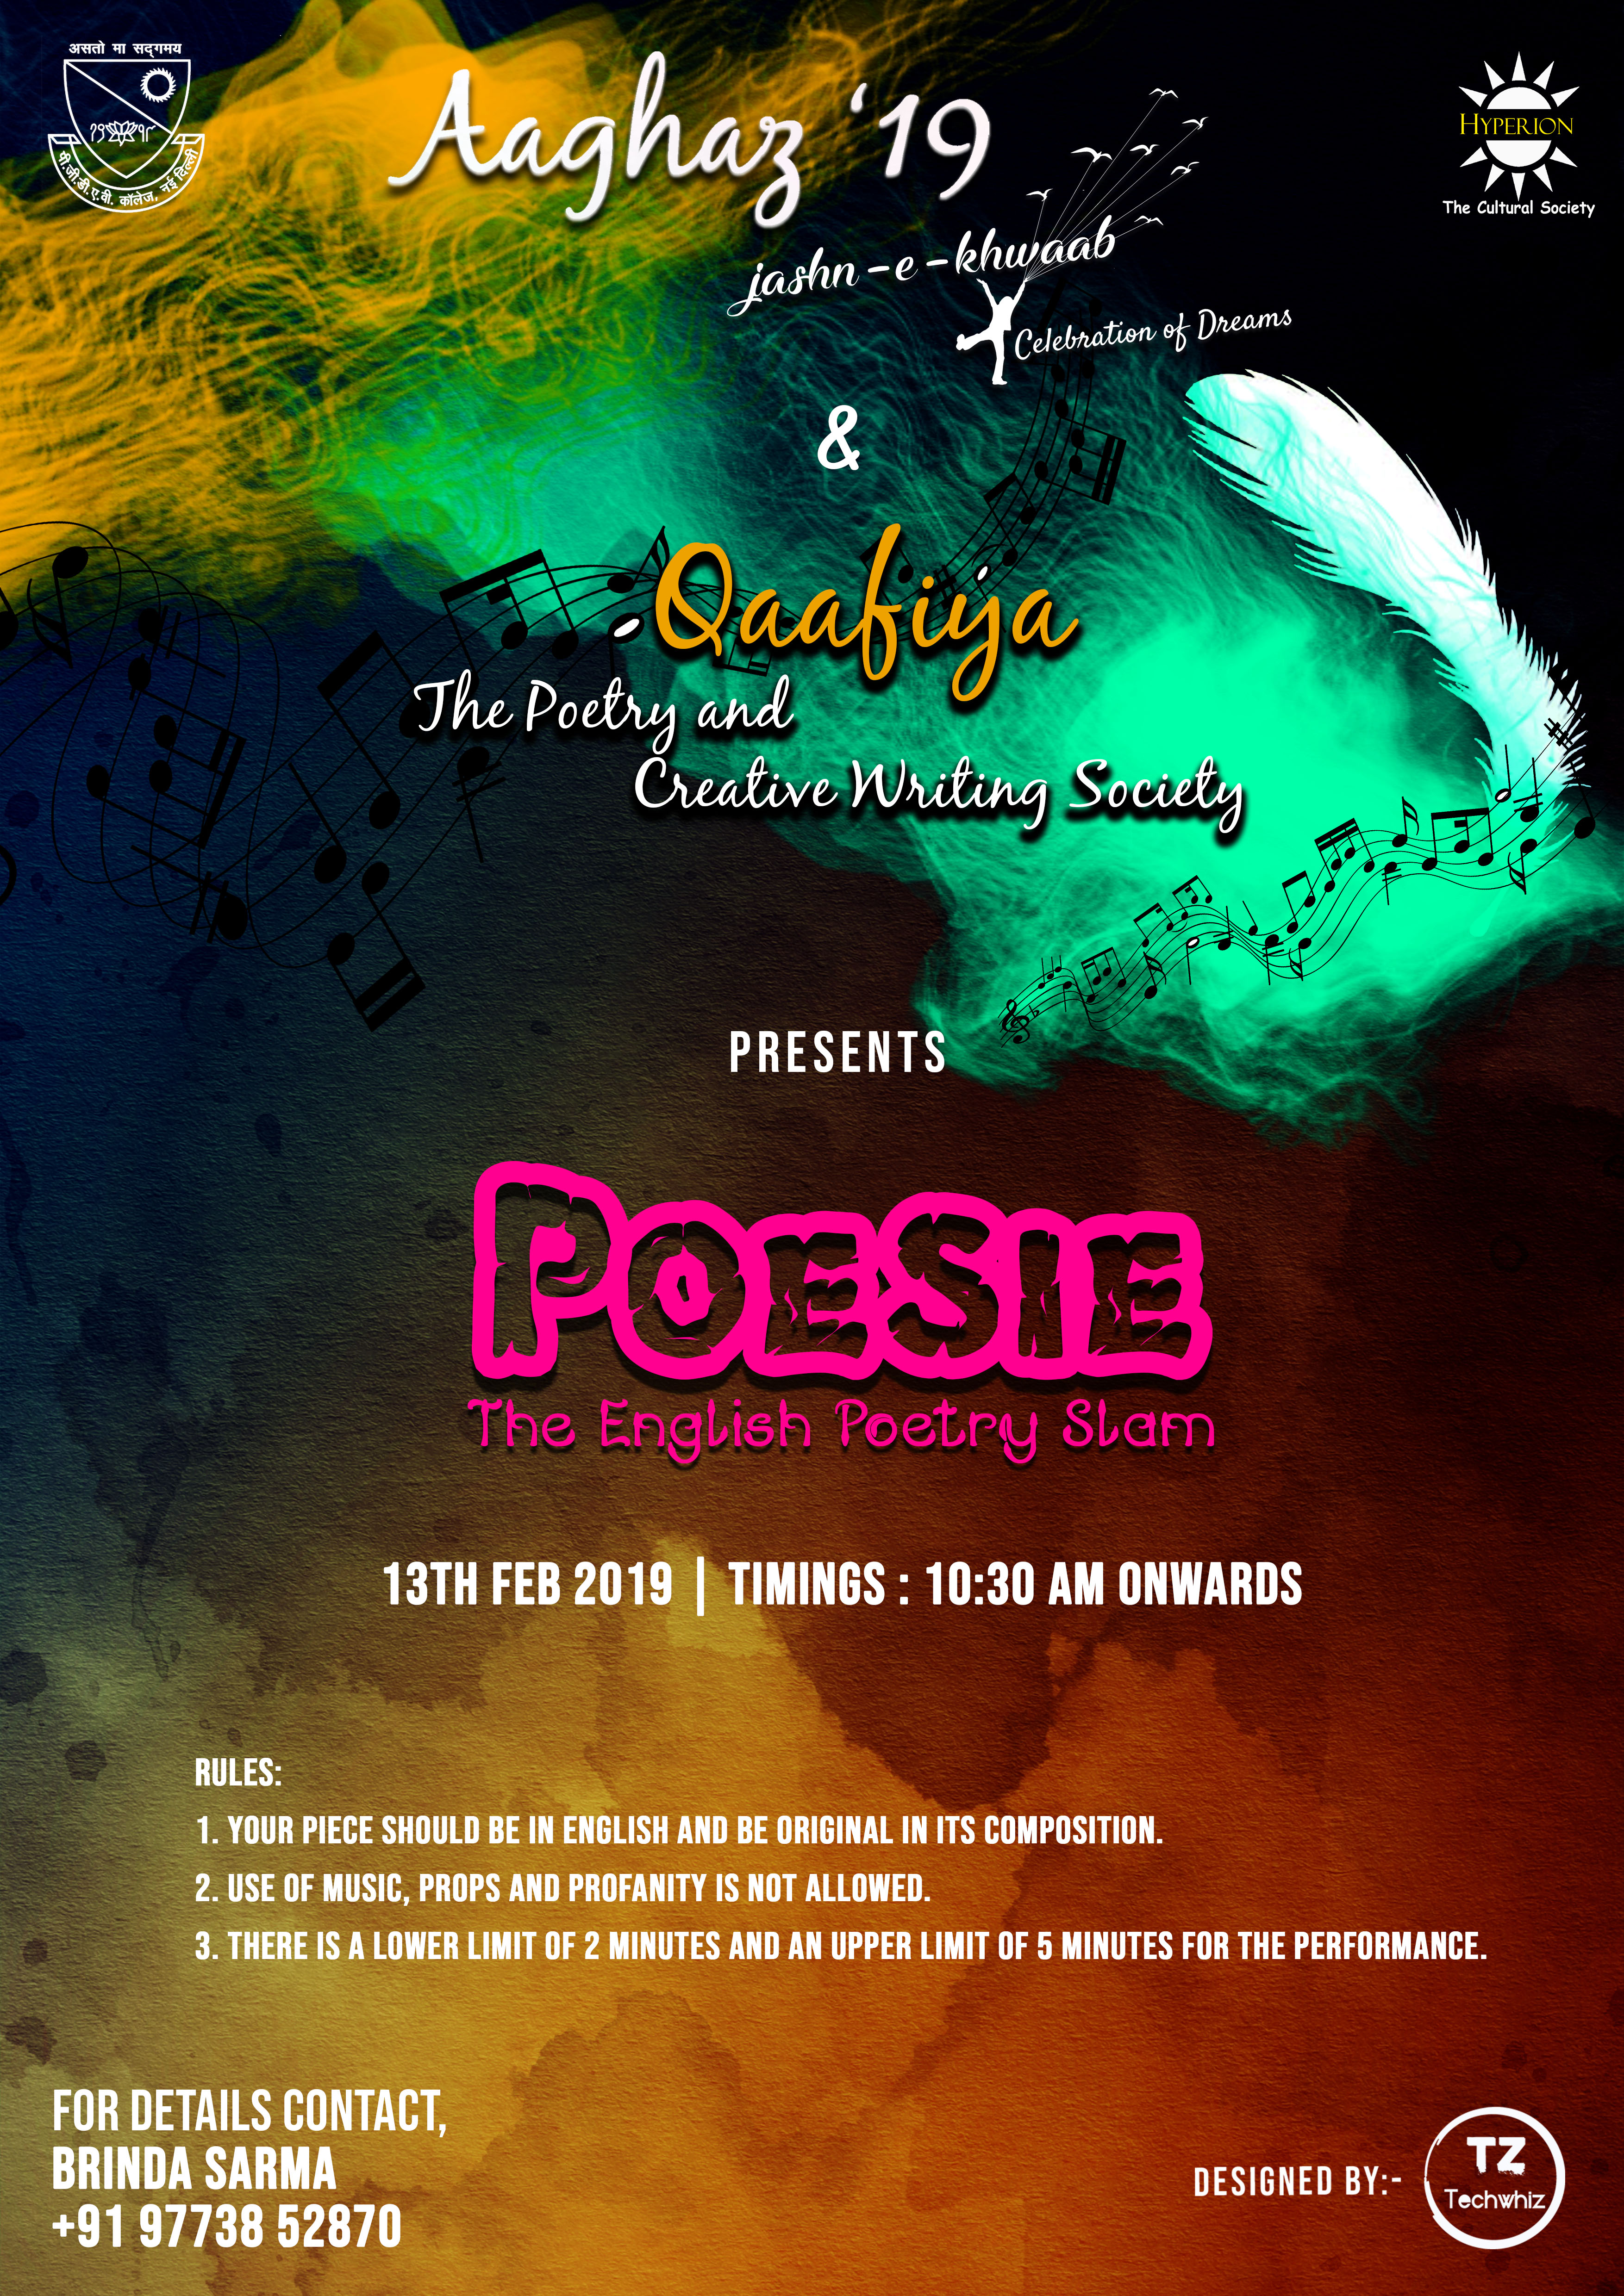 असतो मा सद्गमय
१९ ५८
पी.जी.डी.ए.वी. कॉलेज, नई दिल्ली
Aaghaz ‘19
HYPERION
The Cultural Society
jashn-e-khwaab
Celebration of Dreams
&
Qaafiya
The Poetry and
Creative Writing Society
PRESENTS
POESIE
The English Poetry Slam
13TH FEB 2019 | TIMINGS : 10:30 AM ONWARDS
RULES:
1. YOUR PIECE SHOULD BE IN ENGLISH AND BE ORIGINAL IN ITS COMPOSITION.
2. USE OF MUSIC, PROPS AND PROFANITY IS NOT ALLOWED.
3. THERE IS A LOWER LIMIT OF 2 MINUTES AND AN UPPER LIMIT OF 5 MINUTES FOR THE PERFORMANCE.
FOR DETAILS CONTACT,
BRINDA SARMA
+91 97738 52870
DESIGNED BY:-
TZ
Techwhiz